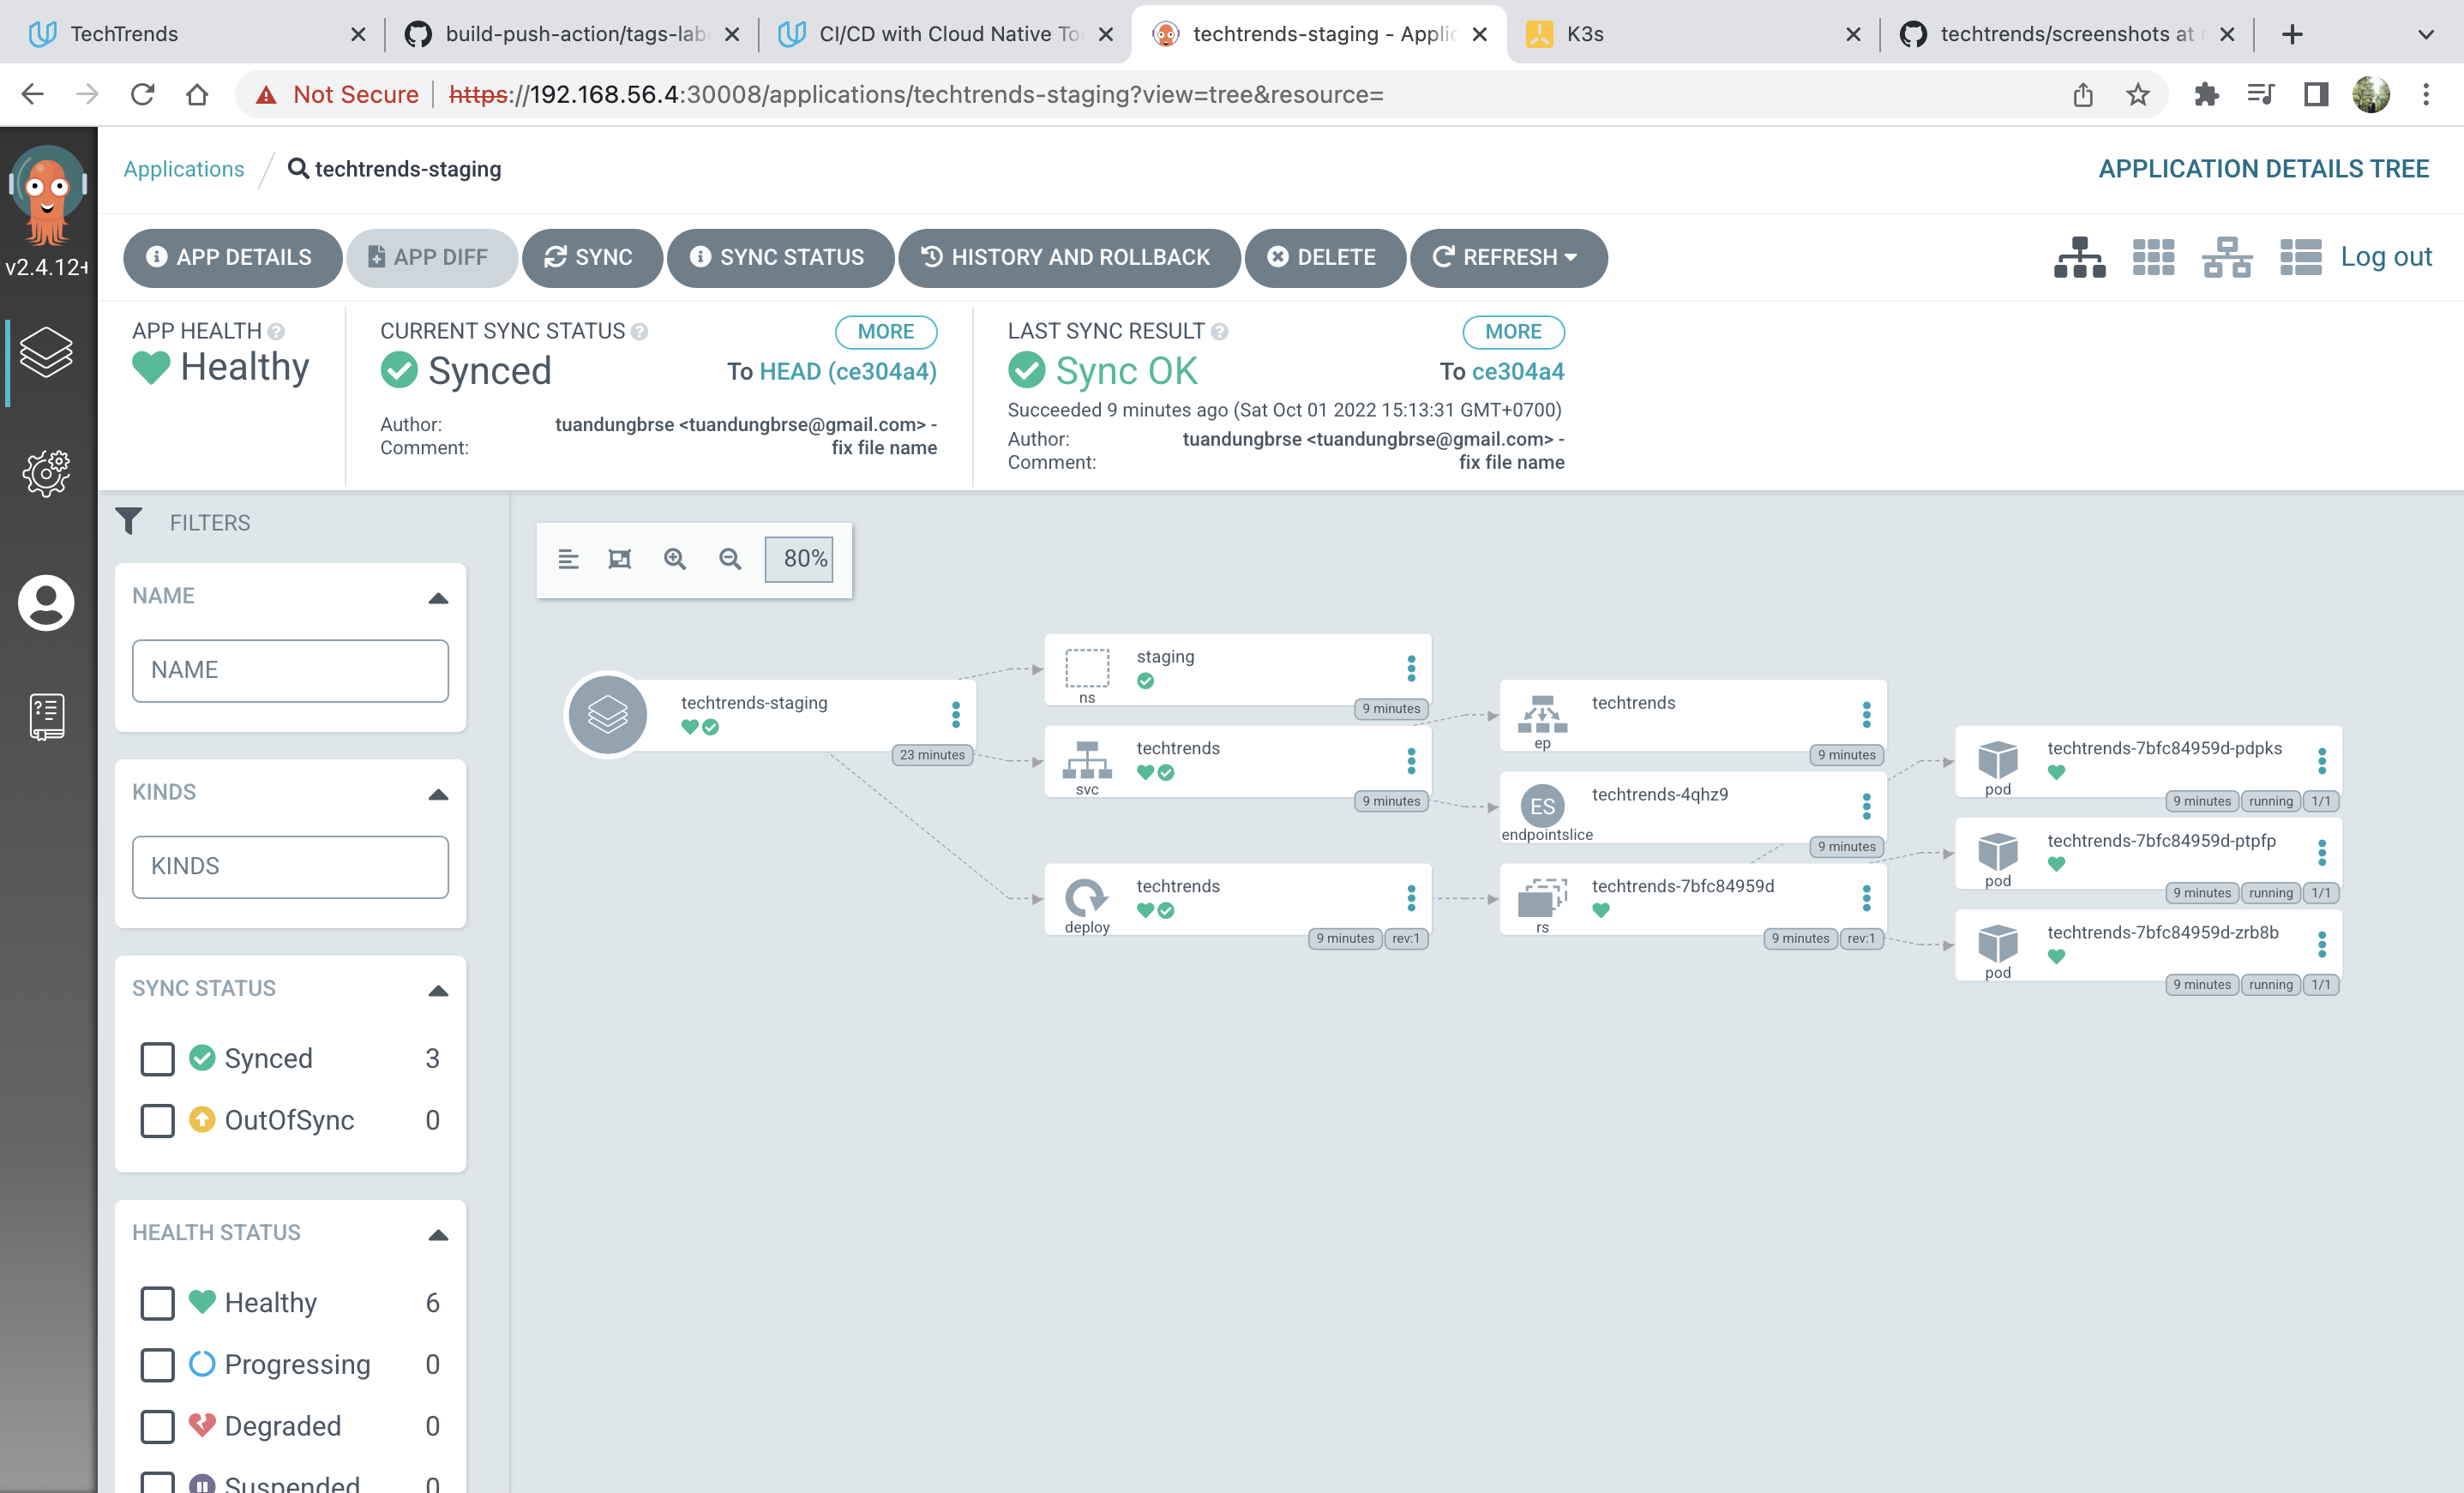 TechTrends
build-push-action/tags-lab
CI/CD with Cloud Native To
techtrends-staging - Applic
K3s
techtrends/screenshots at
Not Secure
https://192.168.56.4:30008/applications/techtrends-staging?view=tree&resource=
v2.4.12+
Applications / techtrends-staging
APPLICATION DETAILS TREE
APP DETAILS
APP DIFF
SYNC
SYNC STATUS
HISTORY AND ROLLBACK
DELETE
REFRESH
Log out
APP HEALTH
Healthy
CURRENT SYNC STATUS
MORE
Synced
To HEAD (ce304a4)
Author: tuandungbrse <tuandungbrse@gmail.com> -
Comment: fix file name
LAST SYNC RESULT
MORE
Sync OK
To ce304a4
Succeeded 9 minutes ago (Sat Oct 01 2022 15:13:31 GMT+0700)
Author: tuandungbrse <tuandungbrse@gmail.com> -
Comment: fix file name
FILTERS
NAME
NAME
KINDS
KINDS
SYNC STATUS
Synced 3
OutOfSync 0
HEALTH STATUS
Healthy 6
Progressing 0
Degraded 0
Suspended 0
80%
techtrends-staging
23 minutes
staging
ns
9 minutes
techtrends
svc
9 minutes
techtrends
deploy
9 minutes rev:1
techtrends
ep
9 minutes
ES
techtrends-4qhz9
endpointslice
9 minutes
techtrends-7bfc84959d
rs
9 minutes rev:1
techtrends-7bfc84959d-pdpks
pod
9 minutes running 1/1
techtrends-7bfc84959d-ptpfp
pod
9 minutes running 1/1
techtrends-7bfc84959d-zrb8b
pod
9 minutes running 1/1